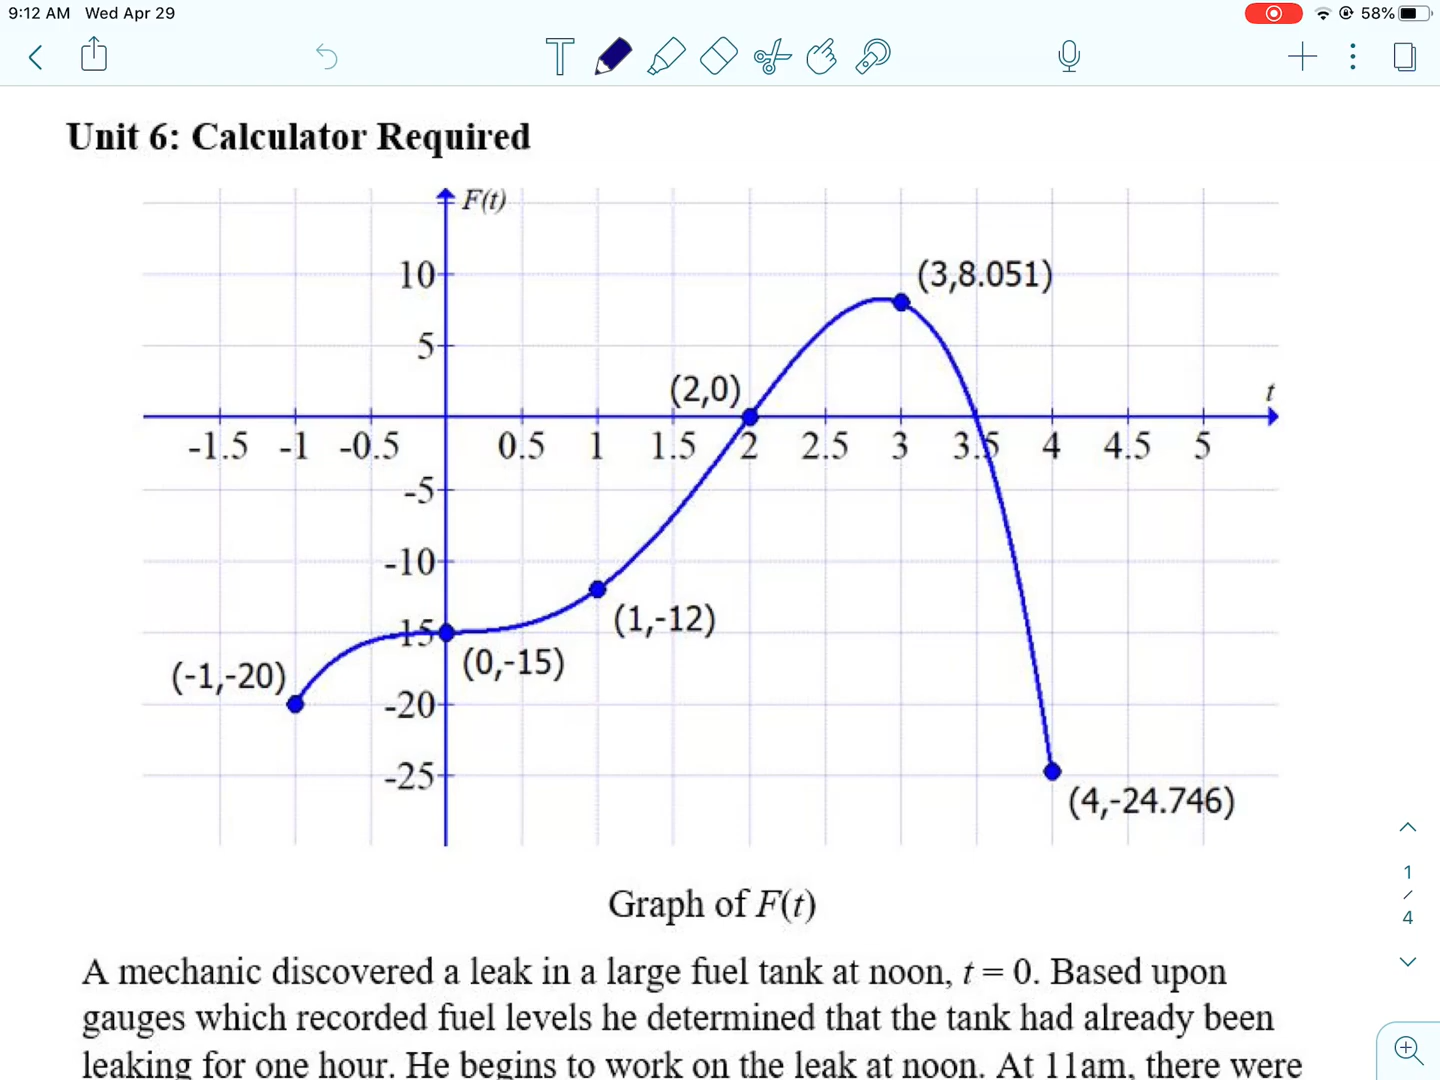 9:12 AM Wed Apr 29
58%
T
Unit 6: Calculator Required
F(t)
10
(3,8.051)
5
(2,0)
t
-1.5 -1 -0.5 0.5 1 1.5 2 2.5 3 3.5 4 4.5 5
-5
-10
(1,-12)
15
(-1,-20)
(0,-15)
-20
-25
(4,-24.746)
1
/
4
Graph of F(t)
A mechanic discovered a leak in a large fuel tank at noon, t = 0. Based upon
gauges which recorded fuel levels he determined that the tank had already been
leaking for one hour. He begins to work on the leak at noon. At 11am, there were